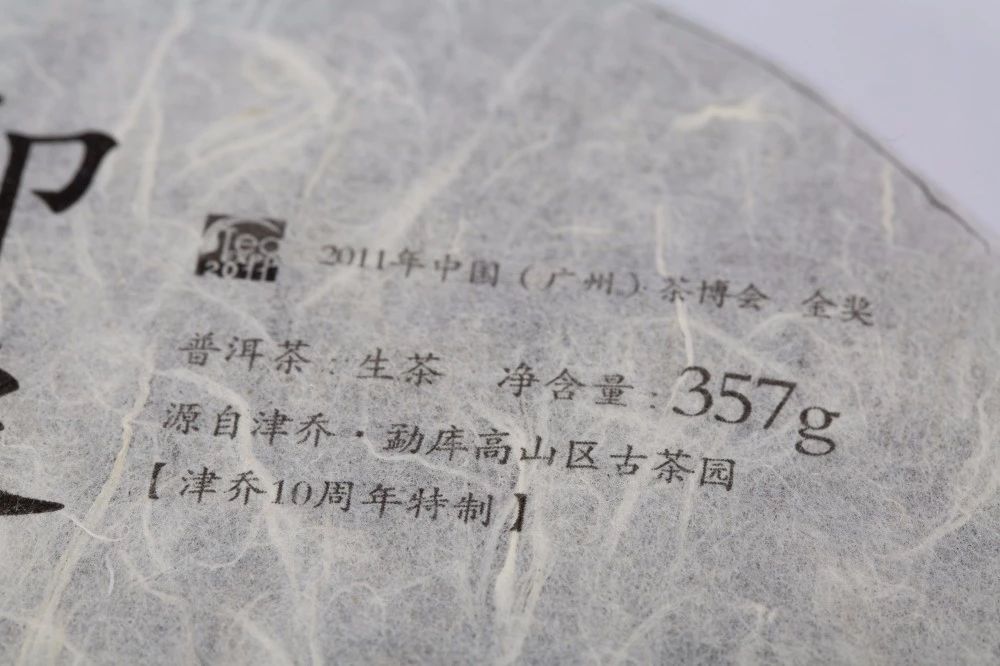 Tea
2011
2011年中国（广州）茶博会 金奖
普洱茶：生茶 净含量：357g
源自津乔·勐库高山区古茶园
【津乔10周年特制】